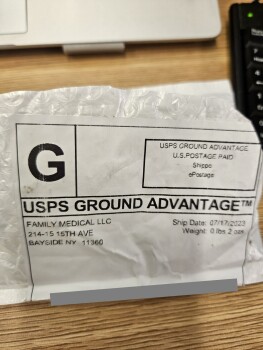 G
USPS GROUND ADVANTAGE
U.S.POSTAGE PAID
Shippo
ePostage
USPS GROUND ADVANTAGE™
FAMILY MEDICAL LLC
214-15 15TH AVE
BAYSIDE NY 11360
Ship Date: 07/17/2023
Weight: 0 lbs 2 ozs